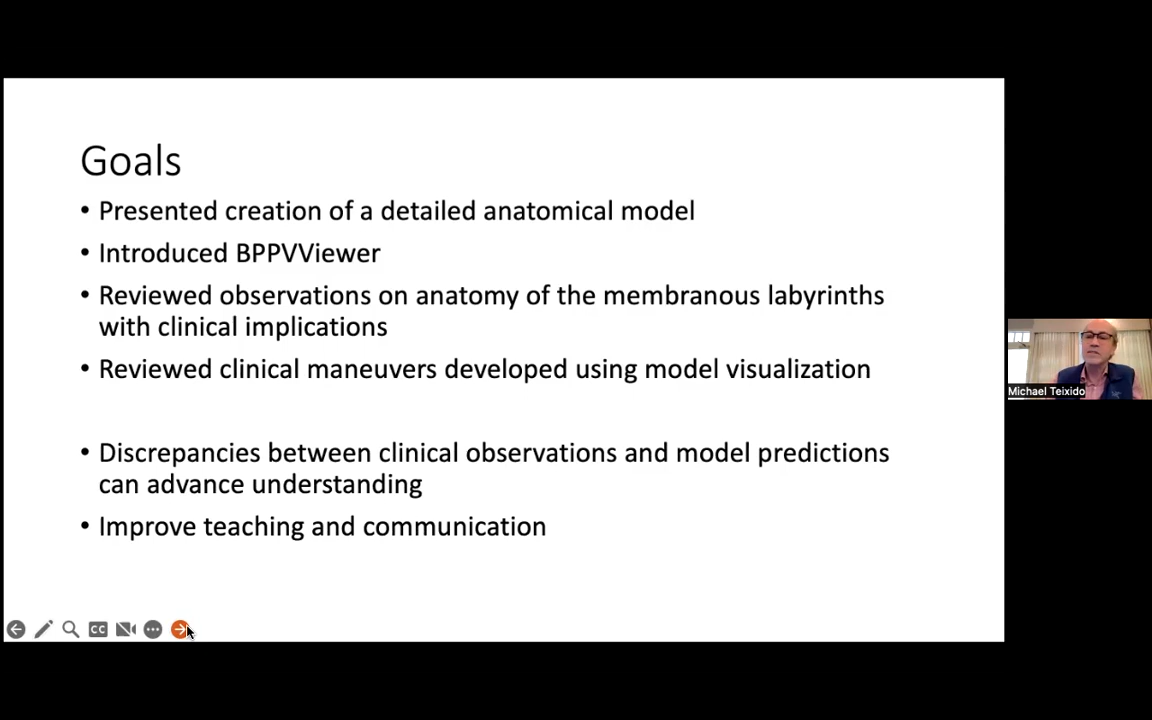 Goals
• Presented creation of a detailed anatomical model
• Introduced BPPVViewer
• Reviewed observations on anatomy of the membranous labyrinths
with clinical implications
• Reviewed clinical maneuvers developed using model visualization
• Discrepancies between clinical observations and model predictions
can advance understanding
• Improve teaching and communication
CC
Michael Teixido